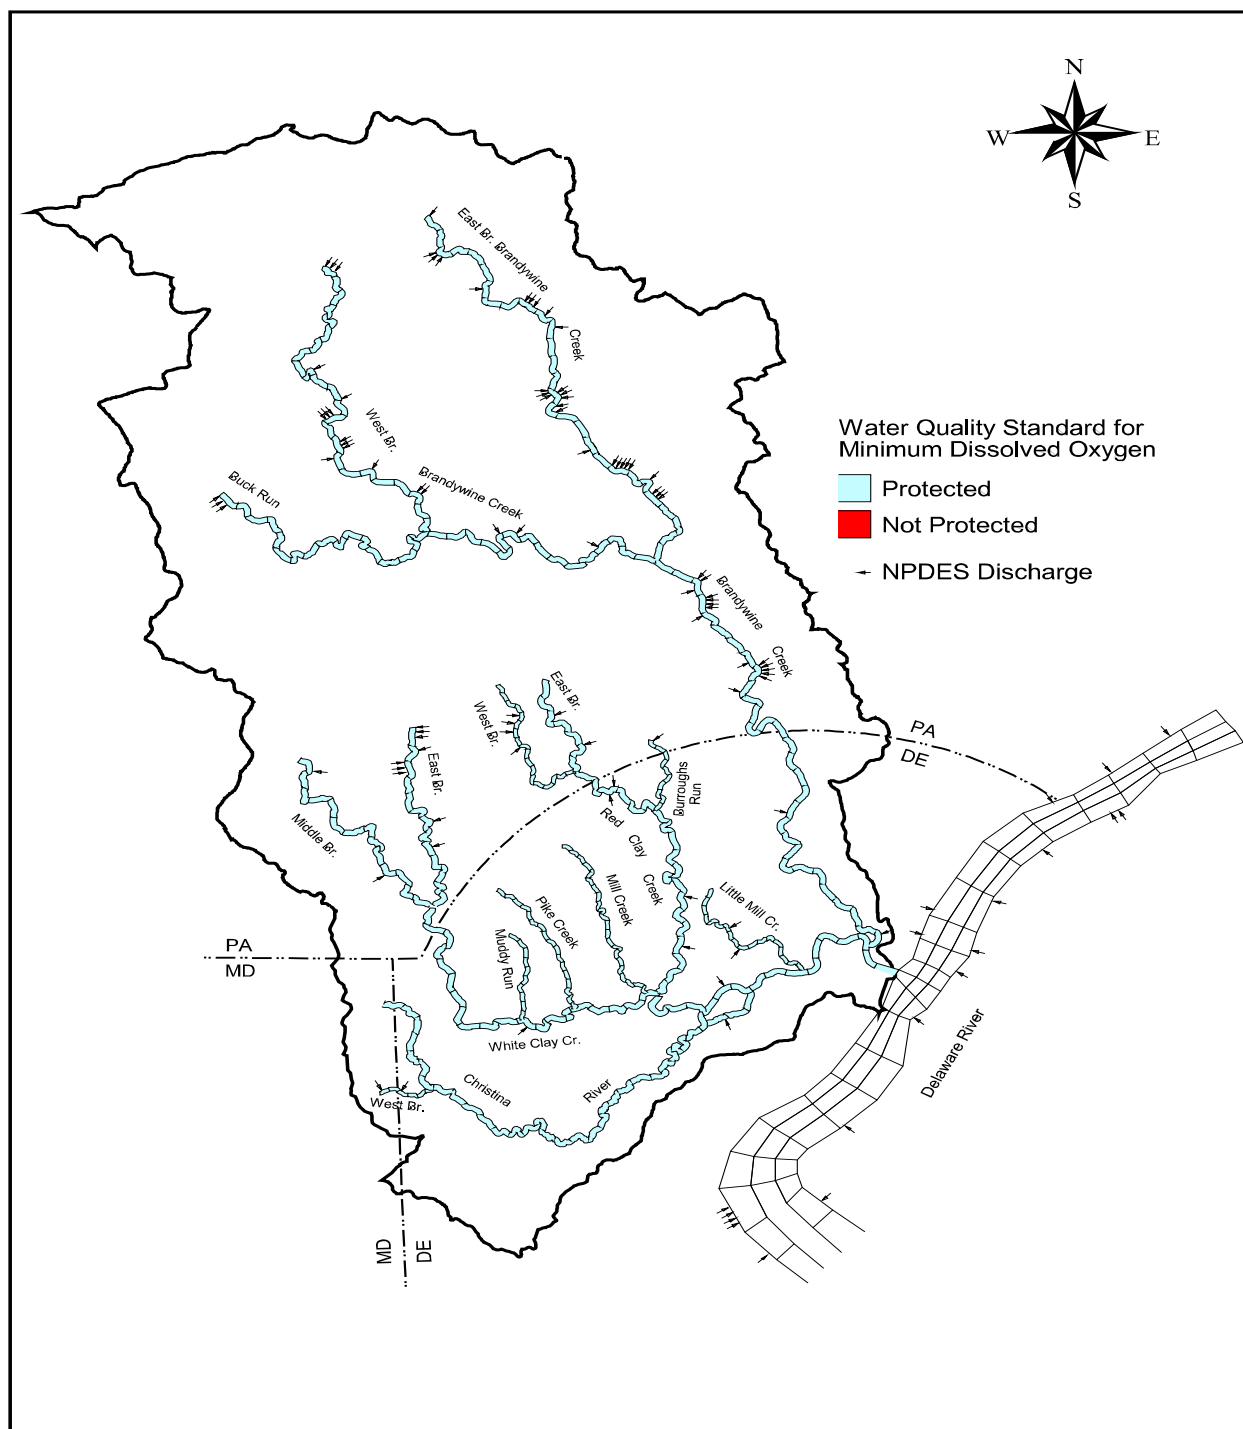 N
W
E
S
East Br. Brandywine
Creek
West Br.
Brandywine Creek
Buck Run
Water Quality Standard for
Minimum Dissolved Oxygen
Protected
Not Protected
NPDES Discharge
Brandywine
Creek
East Br.
West Br.
East Br.
Middle Br.
Burroughs
Run
Red
Clay
Creek
PA
DE
Mill Creek
Pike Creek
Muddy Run
Little Mill Cr.
PA
MD
White Clay Cr.
Christina
River
West Br.
Delaware River
MD
DE